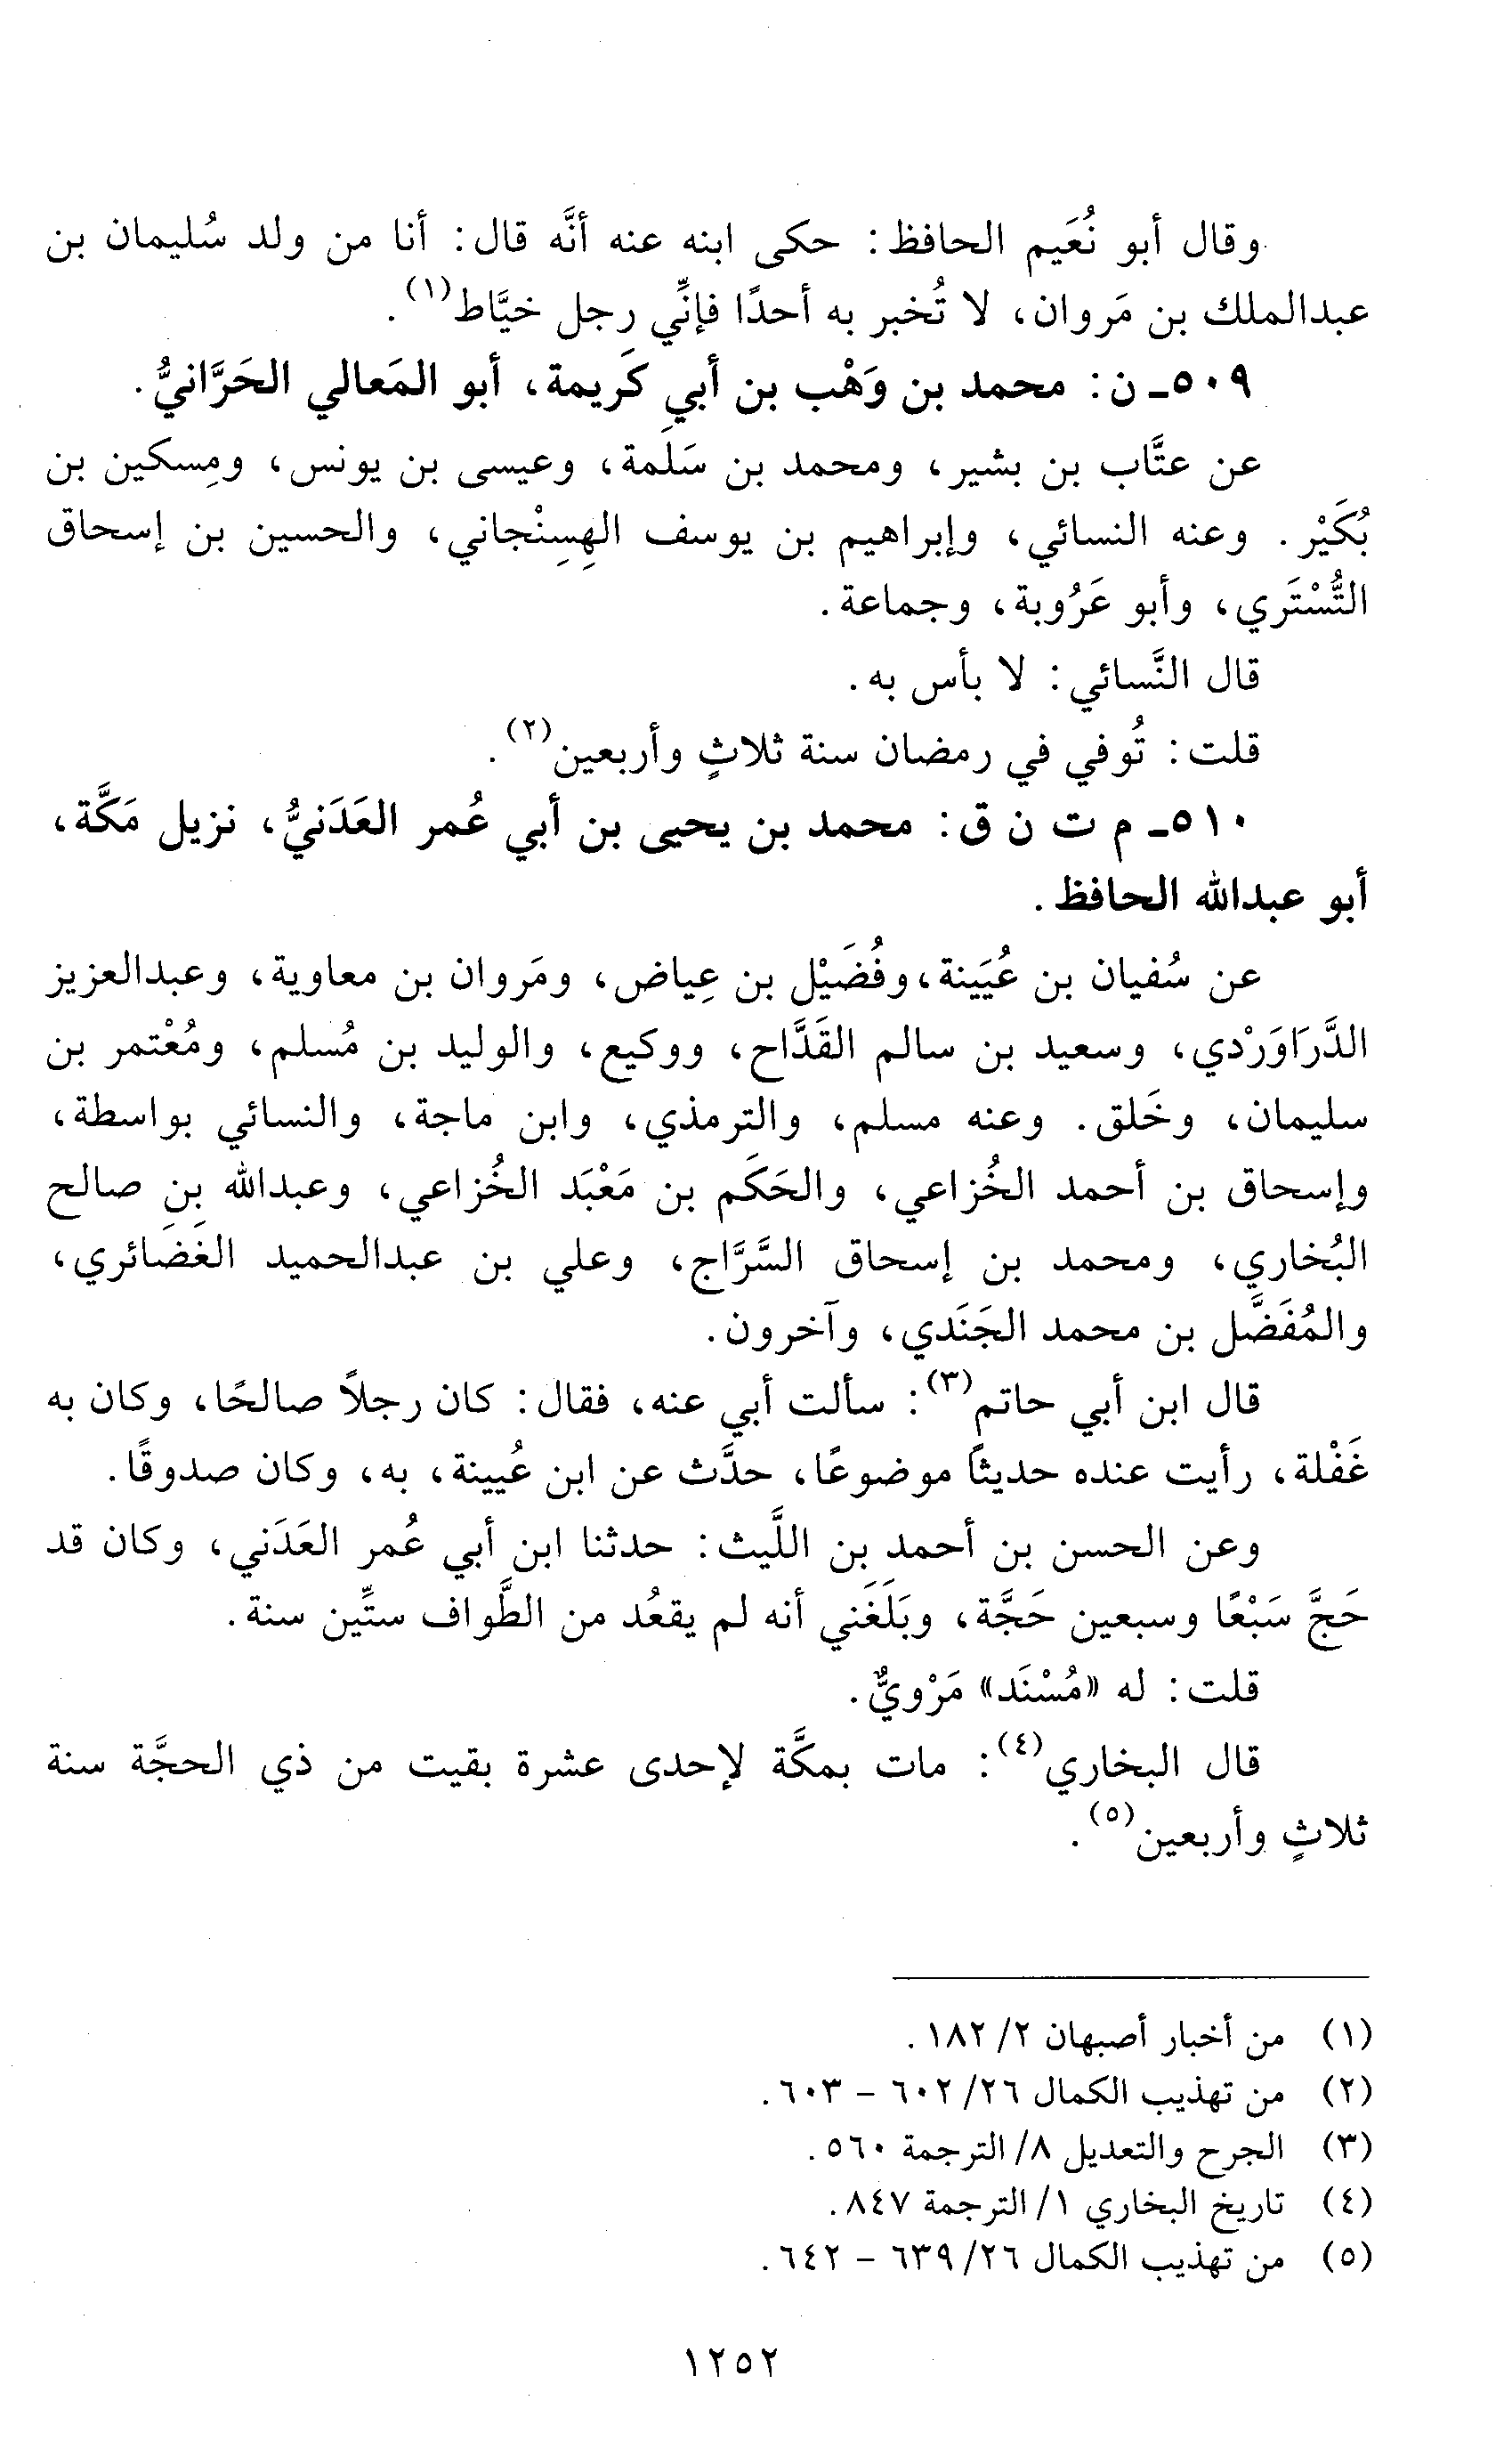 وقال أبو نُعَيم الحافظ: حكى ابنه عنه أنَّه قال: أنا من ولد سُليمان بن
عبدالملك بن مَروان، لا تُخبر به أحدًا فإنِّي رجل خيَّاط(١).
٥٠٩ـ ن: محمد بن وَهْب بن أبي كَريمة، أبو المَعالي الحَرَّانيُّ.
عن عتَّاب بن بشير، ومحمد بن سَلَمة، وعيسى بن يونس، ومِسكين بن
بُكَيْر. وعنه النسائي، وإبراهيم بن يوسف الهِسِنْجاني، والحسين بن إسحاق
التُّسْتَري، وأبو عَرُوبة، وجماعة.
قال النَّسائي: لا بأس به.
قلت: تُوفي في رمضان سنة ثلاثٍ وأربعين(٢).
٥١٠ـ م ت ن ق: محمد بن يحيى بن أبي عُمر العَدَنيُّ، نزيل مَكَّة،
أبو عبدالله الحافظ.
عن سُفيان بن عُيَينة، وفُضَيْل بن عِياض، ومَروان بن معاوية، وعبدالعزيز
الدَّرَاوَرْدي، وسعيد بن سالم القَدَّاح، ووكيع، والوليد بن مُسلم، ومُعْتمر بن
سليمان، وخَلق. وعنه مسلم، والترمذي، وابن ماجة، والنسائي بواسطة،
وإسحاق بن أحمد الخُزاعي، والحَكَم بن مَعْبَد الخُزاعي، وعبدالله بن صالح
البُخاري، ومحمد بن إسحاق السَّرَّاج، وعلي بن عبدالحميد الغَضَائري،
والمُفَضَّل بن محمد الجَنَدي، وآخرون.
قال ابن أبي حاتم(٣): سألت أبي عنه، فقال: كان رجلاً صالحًا، وكان به
غَفْلة، رأيت عنده حديثًا موضوعًا، حدَّث عن ابن عُيينة، به، وكان صدوقًا.
وعن الحسن بن أحمد بن اللَّيث: حدثنا ابن أبي عُمر العَدَني، وكان قد
حَجَّ سَبْعًا وسبعين حَجَّة، وبَلَغَني أنه لم يقعُد من الطَّواف ستِّين سنة.
قلت: له «مُسْنَد» مَرْويٌّ.
قال البخاري(٤): مات بمكَّة لإحدى عشرة بقيت من ذي الحجَّة سنة
ثلاثٍ وأربعين(٥).
(١) من أخبار أصبهان ٢/ ١٨٢.
(٢) من تهذيب الكمال ٢٦/ ٦٠٢ - ٦٠٣.
(٣) الجرح والتعديل ٨/ الترجمة ٥٦٠.
(٤) تاريخ البخاري ١/ الترجمة ٨٤٧.
(٥) من تهذيب الكمال ٢٦/ ٦٣٩ - ٦٤٢.
١٢٥٢